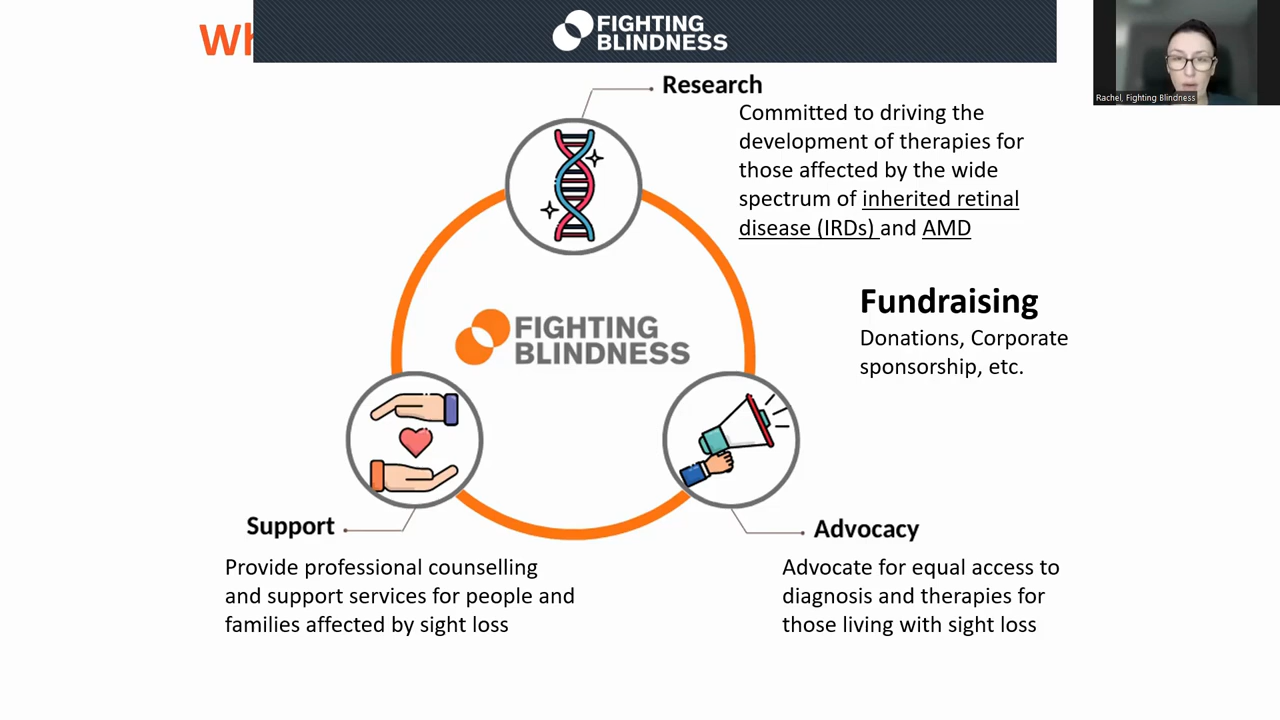 Wh
FIGHTING
BLINDNESS
Rachel, Fighting Blindness
Research
Committed to driving the
development of therapies for
those affected by the wide
spectrum of inherited retinal
disease (IRDs) and AMD
Fundraising
Donations, Corporate
sponsorship, etc.
FIGHTING
BLINDNESS
Support
Provide professional counselling
and support services for people and
families affected by sight loss
Advocacy
Advocate for equal access to
diagnosis and therapies for
those living with sight loss